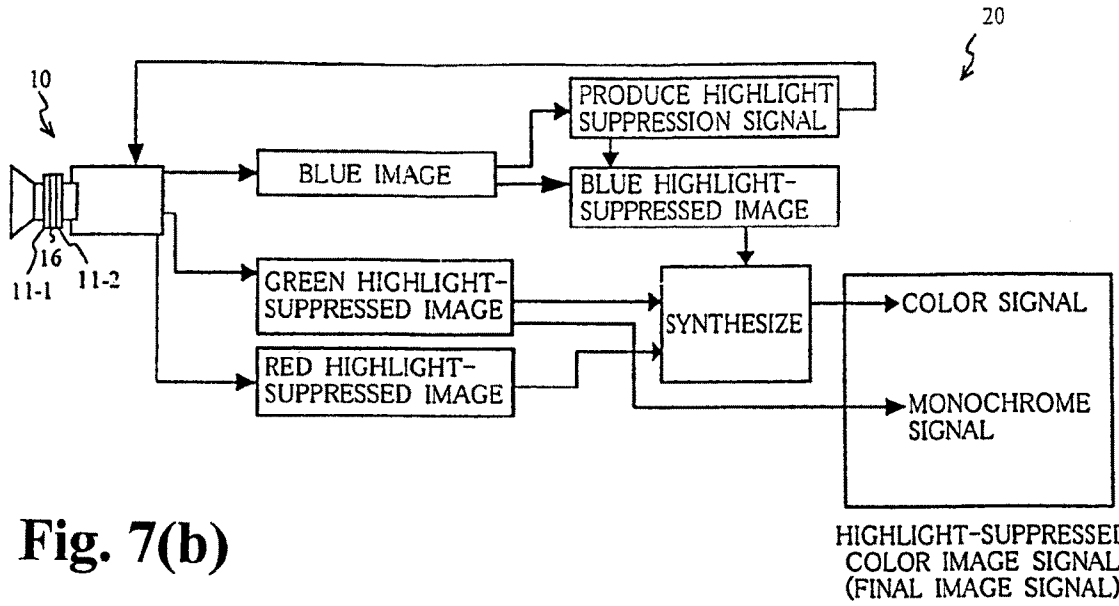 20
10
PRODUCE HIGHLIGHT
SUPPRESSION SIGNAL
BLUE IMAGE
BLUE HIGHLIGHT-
SUPPRESSED IMAGE
16
11-1
11-2
GREEN HIGHLIGHT-
SUPPRESSED IMAGE
SYNTHESIZE
COLOR SIGNAL
RED HIGHLIGHT-
SUPPRESSED IMAGE
MONOCHROME
SIGNAL
Fig. 7(b)
HIGHLIGHT-SUPPRESSED
COLOR IMAGE SIGNAL
(FINAL IMAGE SIGNAL)